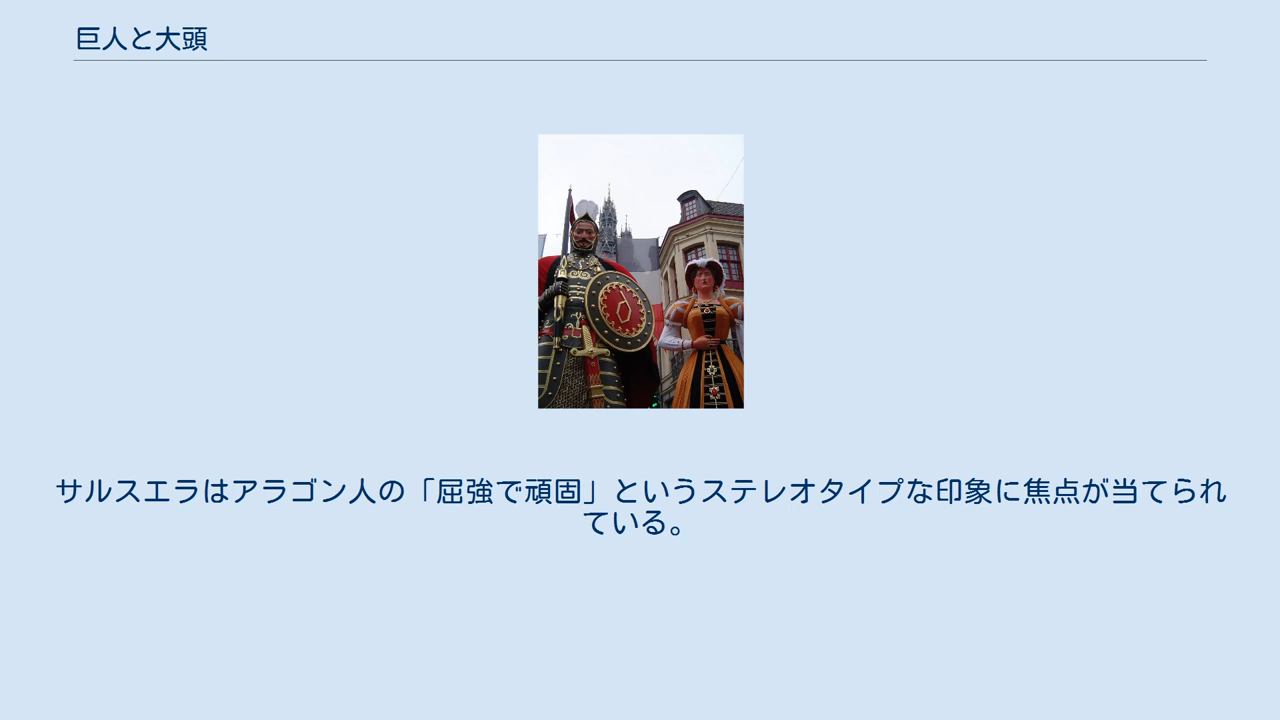 巨人と大頭
サルスエラはアラゴン人の「屈強で頑固」というステレオタイプな印象に焦点が当てられ
ている。